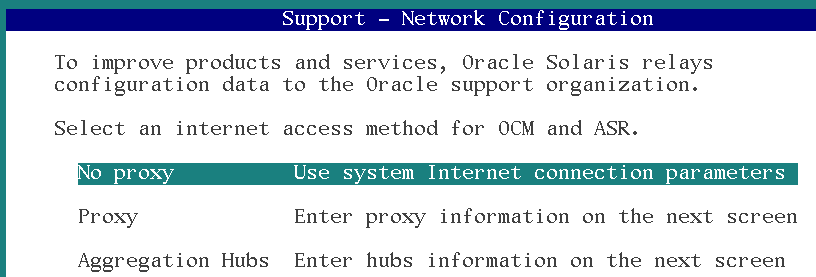 Support – Network Configuration
To improve products and services, Oracle Solaris relays
configuration data to the Oracle support organization.
Select an internet access method for OCM and ASR.
No proxy Use system Internet connection parameters
Proxy Enter proxy information on the next screen
Aggregation Hubs Enter hubs information on the next screen